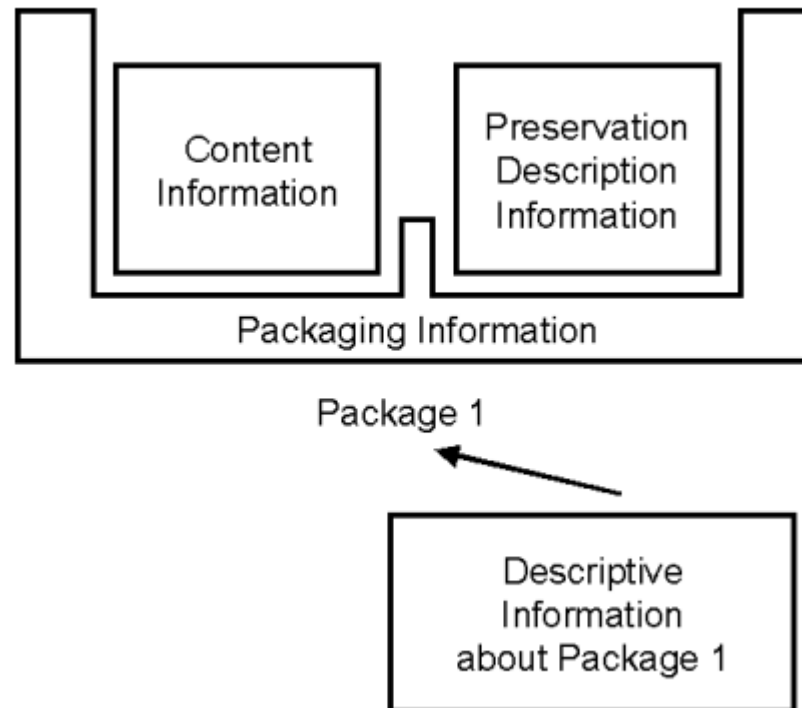 Content
Information
Preservation
Description
Information
Packaging Information
Package 1
Descriptive
Information
about Package 1